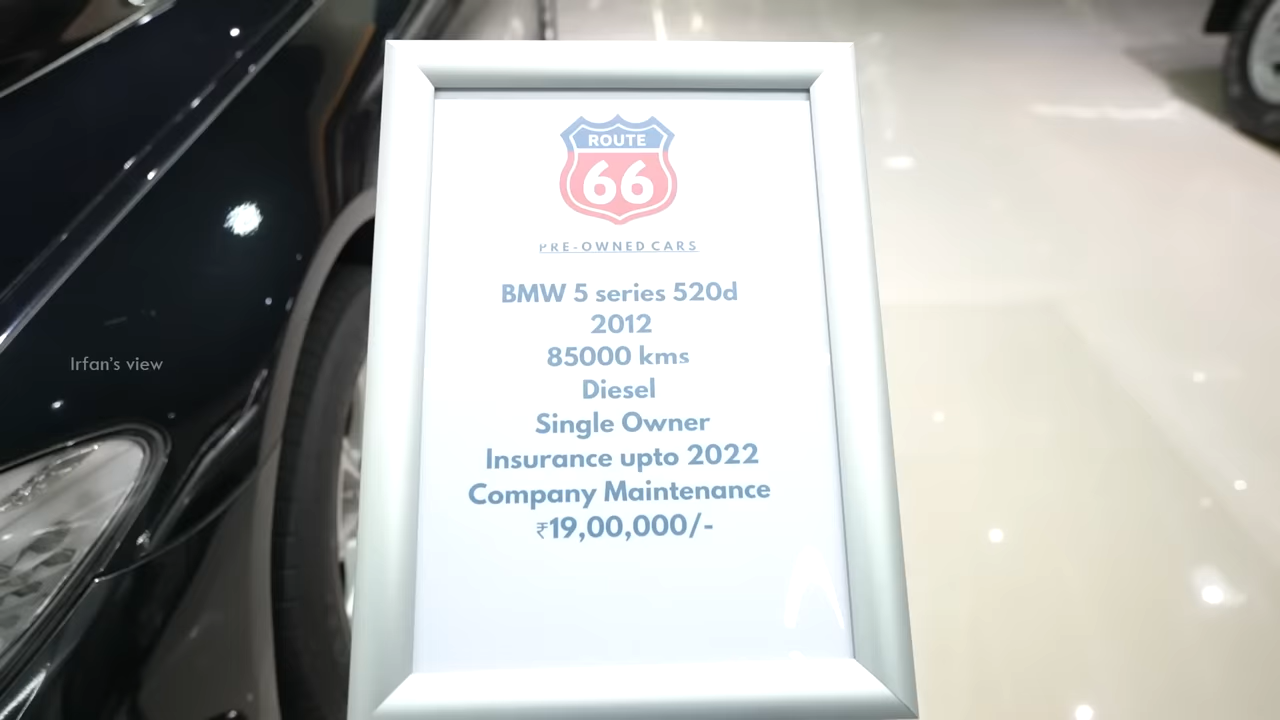 ROUTE
66
PRE-OWNED CARS
BMW 5 series 520d
2012
85000 kms
Diesel
Single Owner
Insurance upto 2022
Company Maintenance
₹19,00,000/-
Irfan's view